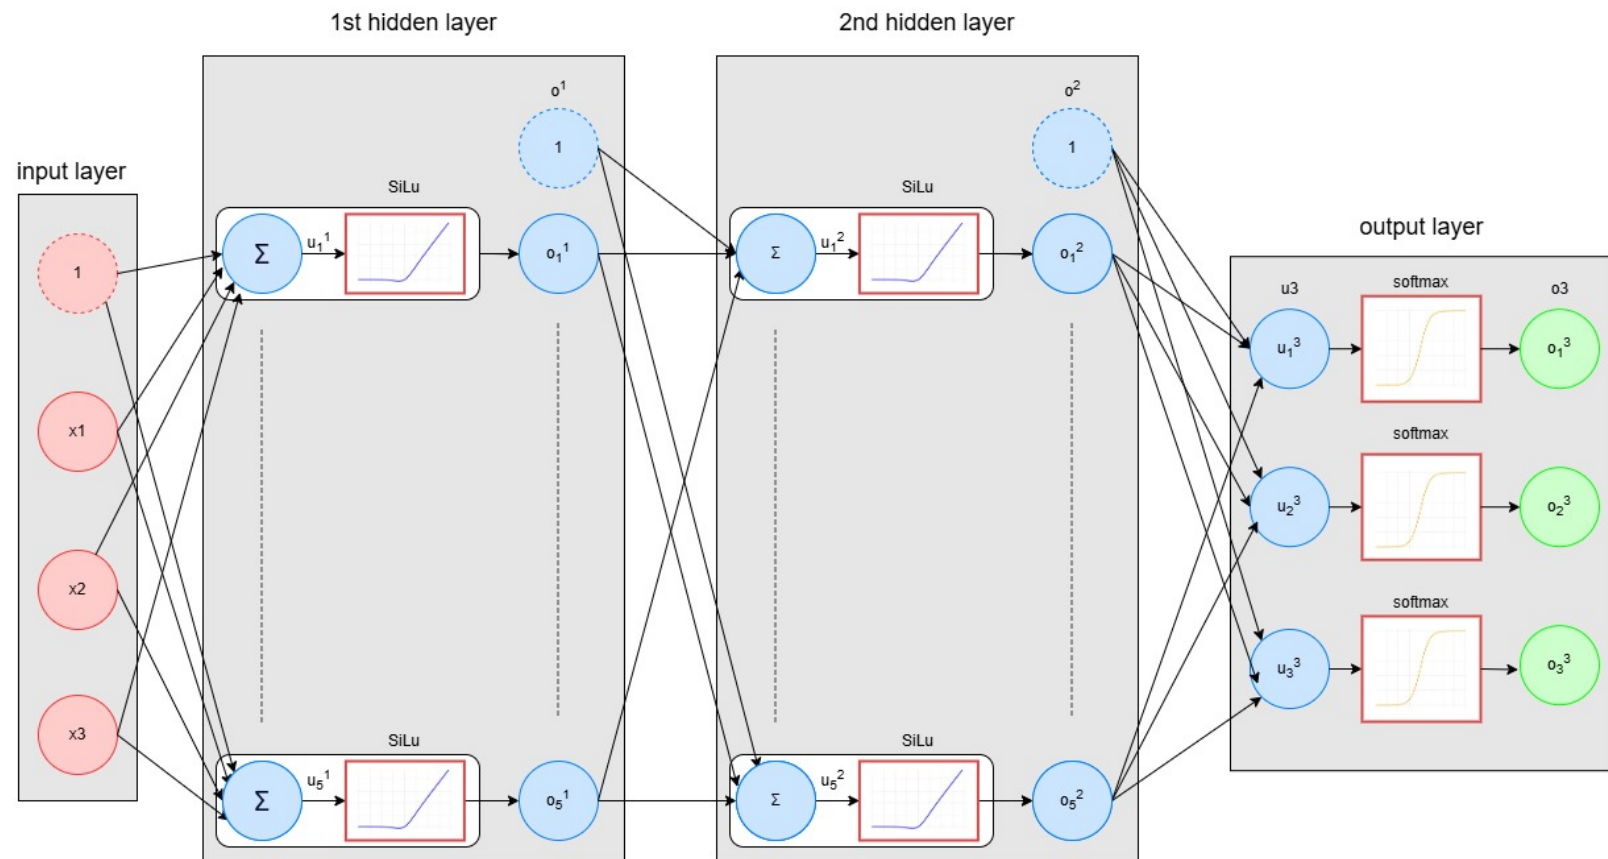 1st hidden layer
2nd hidden layer
input layer
output layer
1
x1
x2
x3
o¹
1
SiLu
Σ
u₁¹
o₁¹
SiLu
Σ
u₅¹
o₅¹
o²
1
SiLu
Σ
u₁²
o₁²
SiLu
Σ
u₅²
o₅²
u3
softmax
o3
u₁³
o₁³
softmax
u₂³
o₂³
softmax
u₃³
o₃³